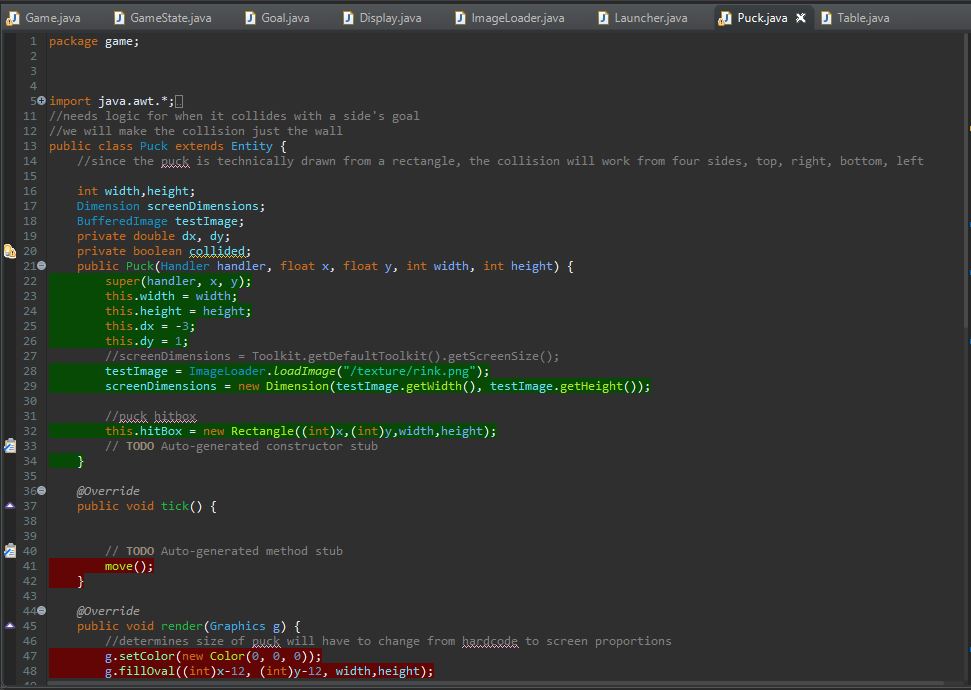 Game.java GameState.java Goal.java Display.java ImageLoader.java Launcher.java Puck.java Table.java
1 package game;
2
3
4
5 import java.awt.*;
11 //needs logic for when it collides with a side's goal
12 //we will make the collision just the wall
13 public class Puck extends Entity {
14 //since the puck is technically drawn from a rectangle, the collision will work from four sides, top, right, bottom, left
15
16 int width,height;
17 Dimension screenDimensions;
18 BufferedImage testImage;
19 private double dx, dy;
20 private boolean collided;
21 public Puck(Handler handler, float x, float y, int width, int height) {
22 super(handler, x, y);
23 this.width = width;
24 this.height = height;
25 this.dx = -3;
26 this.dy = 1;
27 //screenDimensions = Toolkit.getDefaultToolkit().getScreenSize();
28 testImage = ImageLoader.loadImage("/texture/rink.png");
29 screenDimensions = new Dimension(testImage.getWidth(), testImage.getHeight());
30
31 //puck hitbox
32 this.hitBox = new Rectangle((int)x,(int)y,width,height);
33 // TODO Auto-generated constructor stub
34 }
35
36 @Override
37 public void tick() {
38
39
40 // TODO Auto-generated method stub
41 move();
42 }
43
44 @Override
45 public void render(Graphics g) {
46 //determines size of puck will have to change from hardcode to screen proportions
47 g.setColor(new Color(0, 0, 0));
48 g.fillOval((int)x-12, (int)y-12, width,height);